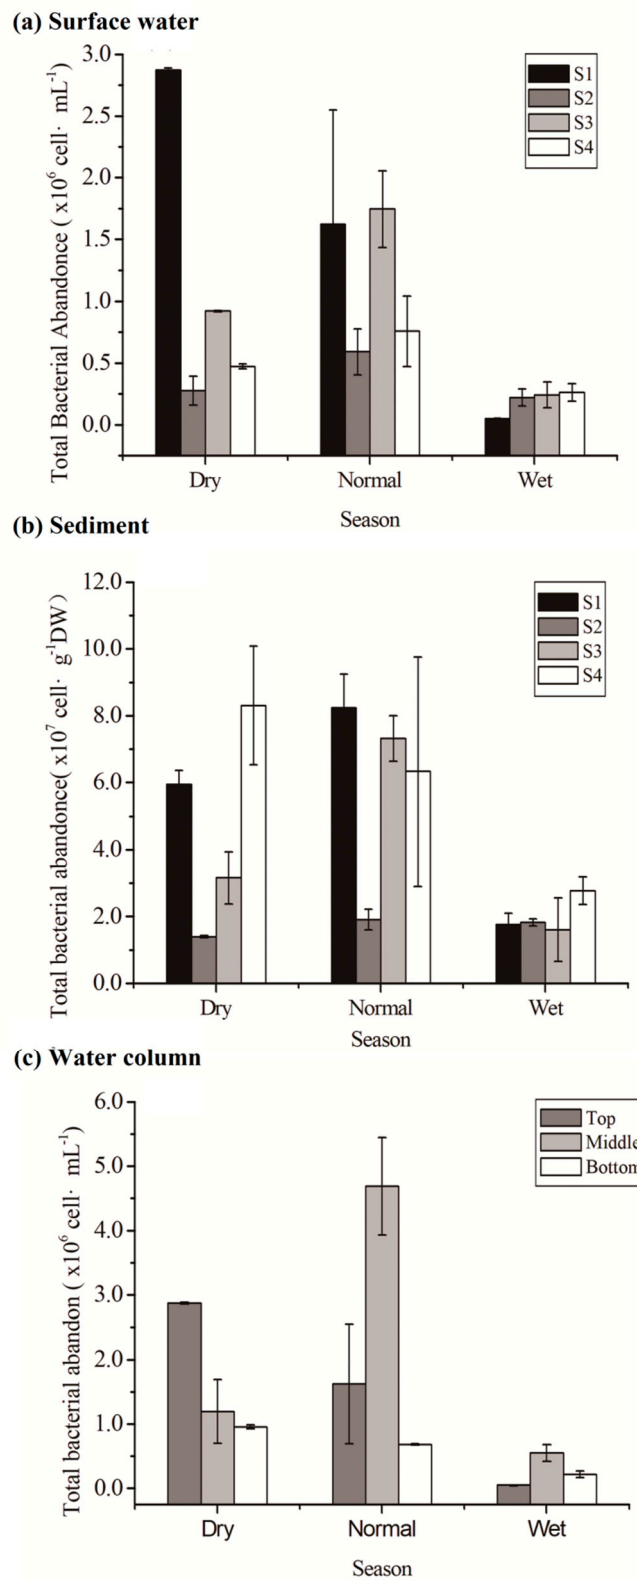 (a) Surface water
Total Bacterial Abandonce ( x10⁶ cell· mL⁻¹)
3.0
2.5
2.0
1.5
1.0
0.5
0.0
S1
S2
S3
S4
Dry Normal Wet
Season
(b) Sediment
Total bacterial abandonce( x10⁷ cell· g⁻¹DW)
12.0
10.0
8.0
6.0
4.0
2.0
0.0
S1
S2
S3
S4
Dry Normal Wet
Season
(c) Water column
Total bacterial abandon ( x10⁶ cell· mL⁻¹)
6.0
5.0
4.0
3.0
2.0
1.0
0.0
Top
Middle
Bottom
Dry Normal Wet
Season